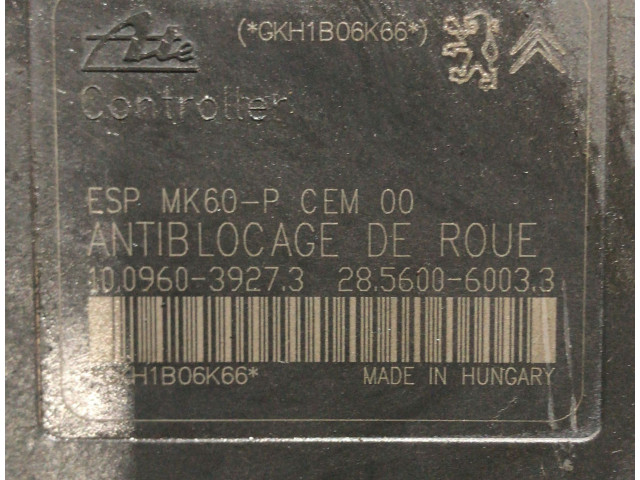 Ate (*GKH1B06K66*)
Controller
ESP MK60-P CEM 00
ANTIBLOCAGE DE ROUE
10.0960-3927.3 28.5600-6003.3
*GKH1B06K66* MADE IN HUNGARY